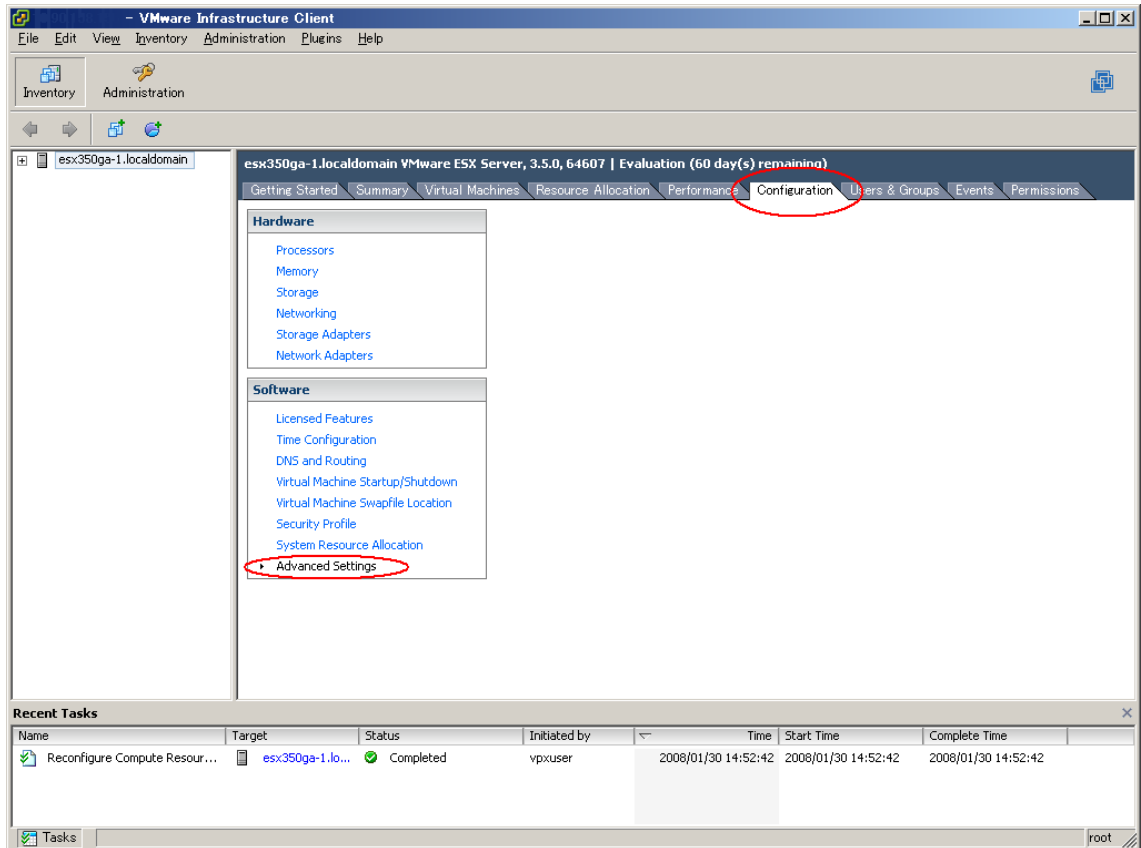 - VMware Infrastructure Client
File Edit View Inventory Administration Plugins Help
Inventory Administration
esx350ga-1.localdomain
esx350ga-1.localdomain VMware ESX Server, 3.5.0, 64607 | Evaluation (60 day(s) remaining)
Getting Started Summary Virtual Machines Resource Allocation Performance Configuration Users & Groups Events Permissions
Hardware
Processors
Memory
Storage
Networking
Storage Adapters
Network Adapters
Software
Licensed Features
Time Configuration
DNS and Routing
Virtual Machine Startup/Shutdown
Virtual Machine Swapfile Location
Security Profile
System Resource Allocation
Advanced Settings
Recent Tasks
Name Target Status Initiated by Time Start Time Complete Time
Reconfigure Compute Resour... esx350ga-1.lo... Completed vpxuser 2008/01/30 14:52:42 2008/01/30 14:52:42 2008/01/30 14:52:42
Tasks root